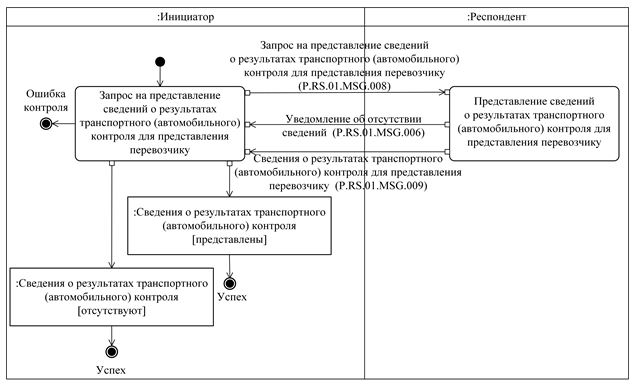 :Инициатор
:Респондент
Запрос на представление сведений
о результатах транспортного (автомобильного)
контроля для представления перевозчику
(P.RS.01.MSG.008)
Ошибка
контроля
Запрос на представление
сведений о результатах
транспортного (автомобильного)
контроля для представления
перевозчику
Уведомление об отсутствии
сведений  (P.RS.01.MSG.006)
Представление сведений
о результатах транспортного
(автомобильного) контроля для
представления перевозчику
Сведения о результатах транспортного
(автомобильного) контроля для представления
перевозчику  (P.RS.01.MSG.009)
:Сведения о результатах транспортного
(автомобильного) контроля
[представлены]
Успех
:Сведения о результатах транспортного
(автомобильного) контроля
[отсутствуют]
Успех